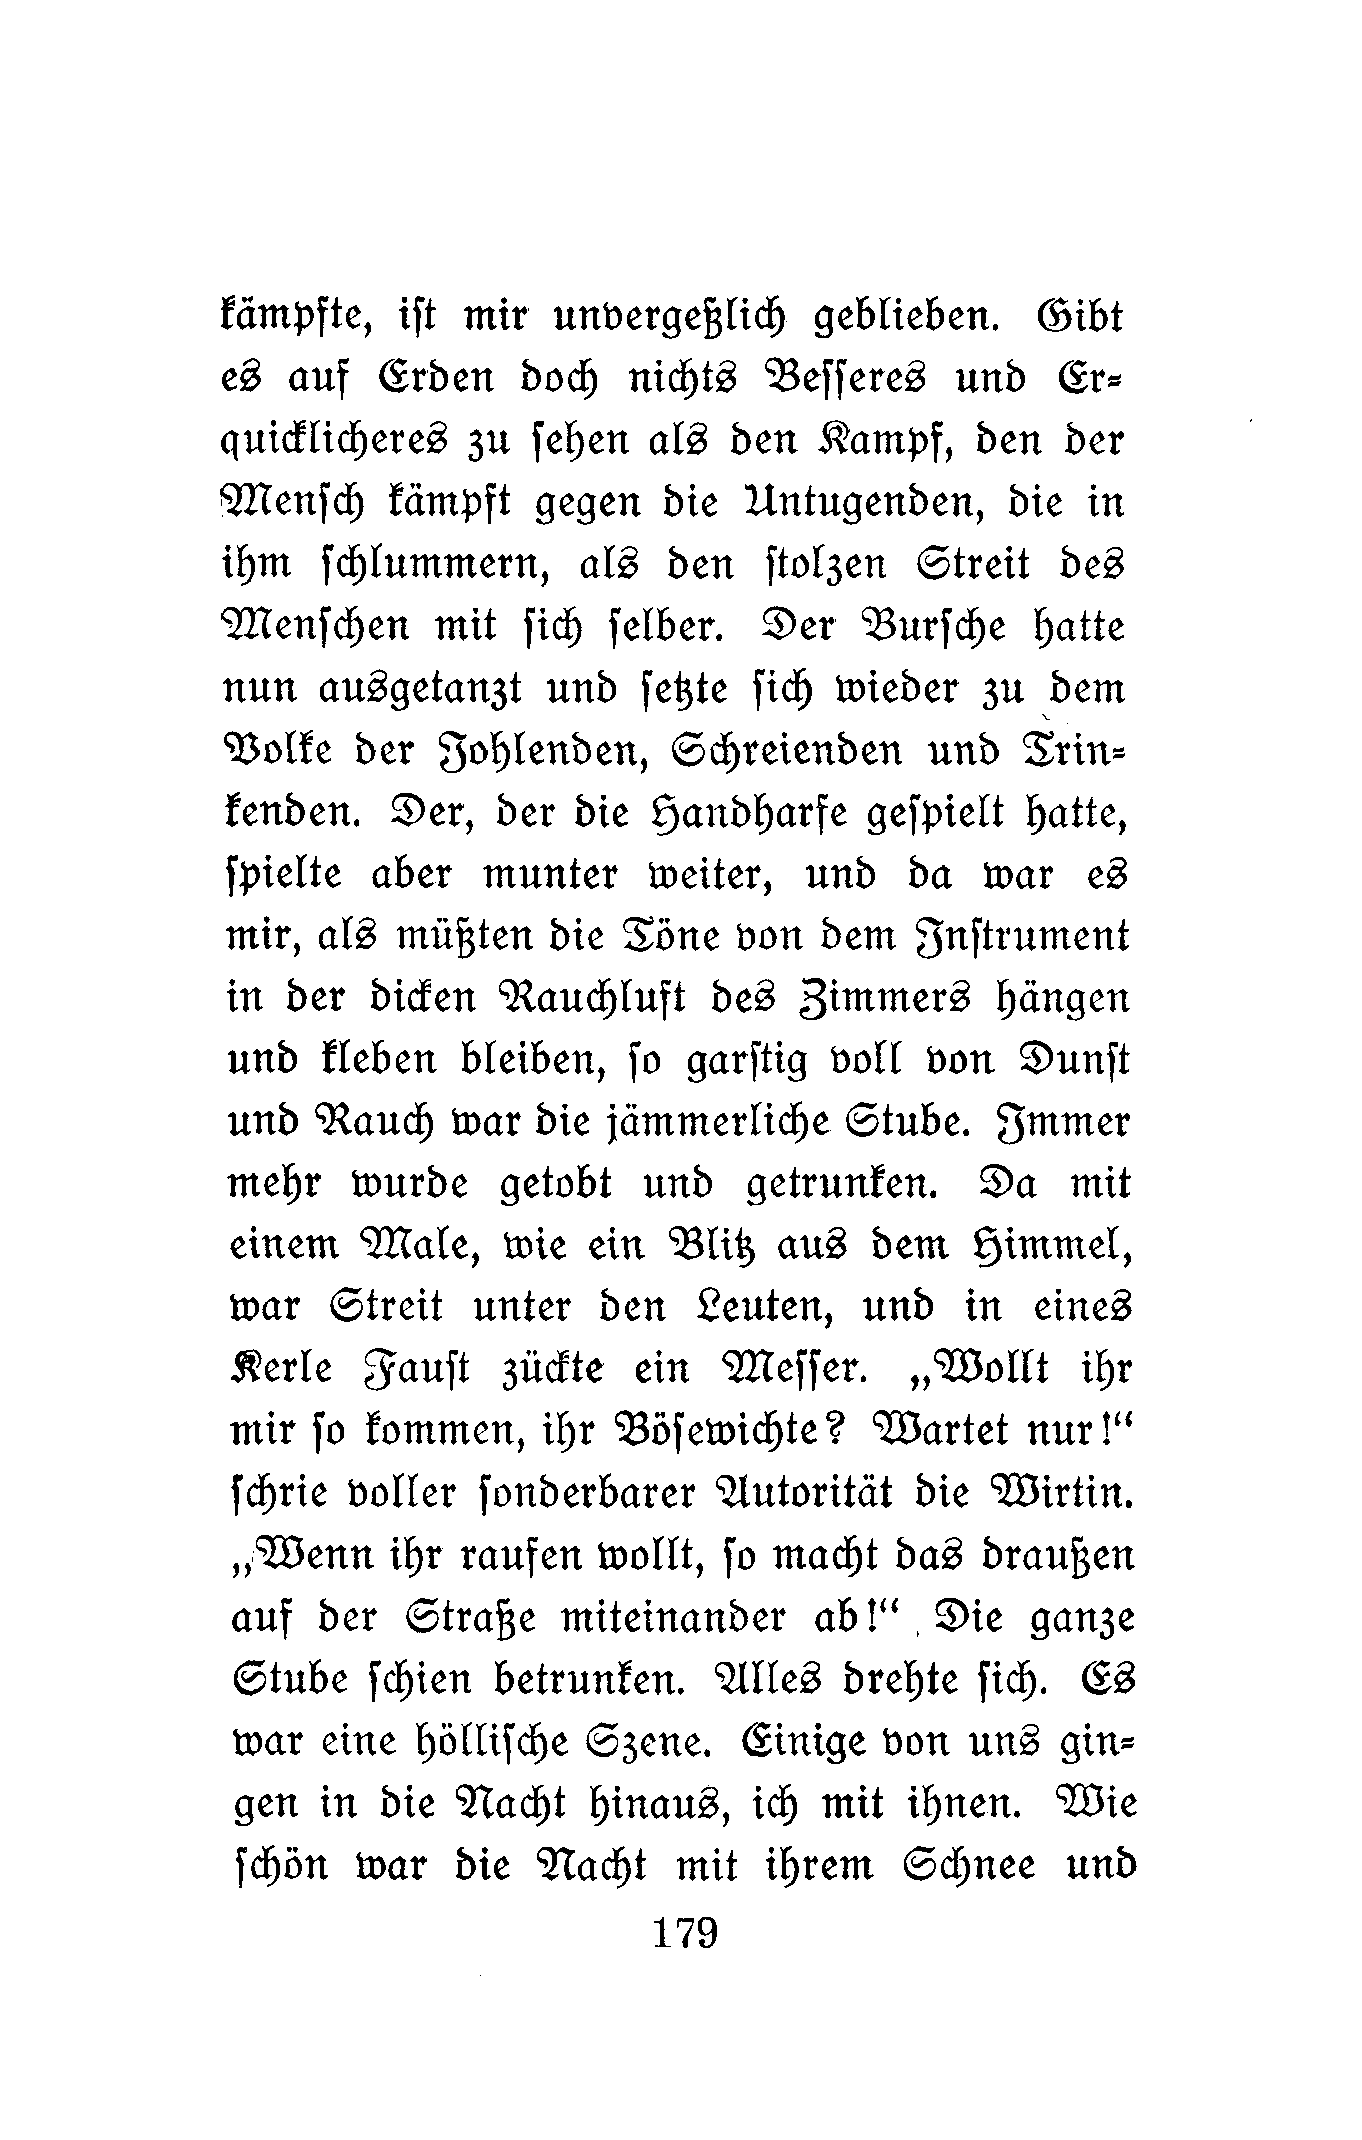 kämpfte, ist mir unvergeßlich geblieben. Gibt
es auf Erden doch nichts Besseres und Er-
quicklicheres zu sehen als den Kampf, den der
Mensch kämpft gegen die Untugenden, die in
ihm schlummern, als den stolzen Streit des
Menschen mit sich selber. Der Bursche hatte
nun ausgetanzt und setzte sich wieder zu dem
Volke der Johlenden, Schreienden und Trin-
kenden. Der, der die Handharfe gespielt hatte,
spielte aber munter weiter, und da war es
mir, als müßten die Töne von dem Instrument
in der dicken Rauchluft des Zimmers hängen
und kleben bleiben, so garstig voll von Dunst
und Rauch war die jämmerliche Stube. Immer
mehr wurde getobt und getrunken. Da mit
einem Male, wie ein Blitz aus dem Himmel,
war Streit unter den Leuten, und in eines
Kerle Faust zückte ein Messer. „Wollt ihr
mir so kommen, ihr Bösewichte? Wartet nur!“
schrie voller sonderbarer Autorität die Wirtin.
„Wenn ihr raufen wollt, so macht das draußen
auf der Straße miteinander ab!“ Die ganze
Stube schien betrunken. Alles drehte sich. Es
war eine höllische Szene. Einige von uns gin-
gen in die Nacht hinaus, ich mit ihnen. Wie
schön war die Nacht mit ihrem Schnee und
179